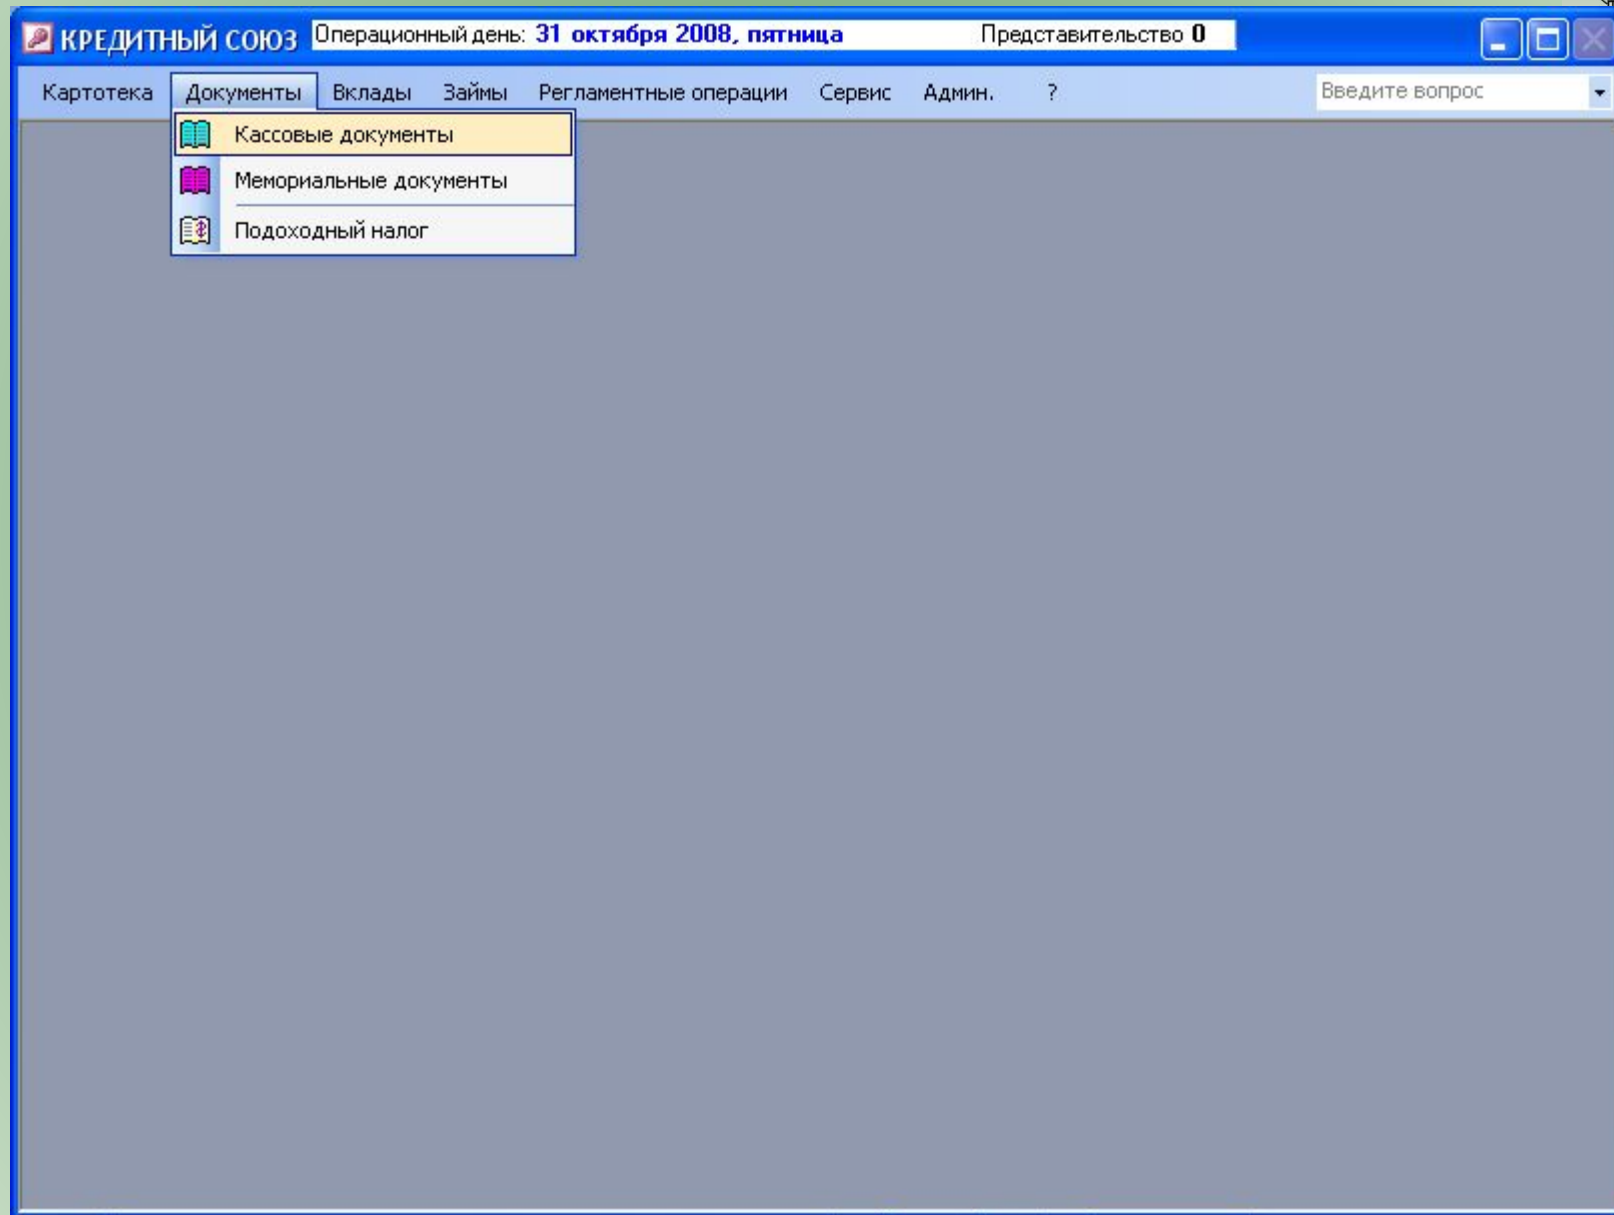 КРЕДИТНЫЙ СОЮЗ Операционный день: 31 октября 2008, пятница Представительство 0
Картотека Документы Вклады Займы Регламентные операции Сервис Админ. ? Введите вопрос
Кассовые документы
Мемориальные документы
Подоходный налог